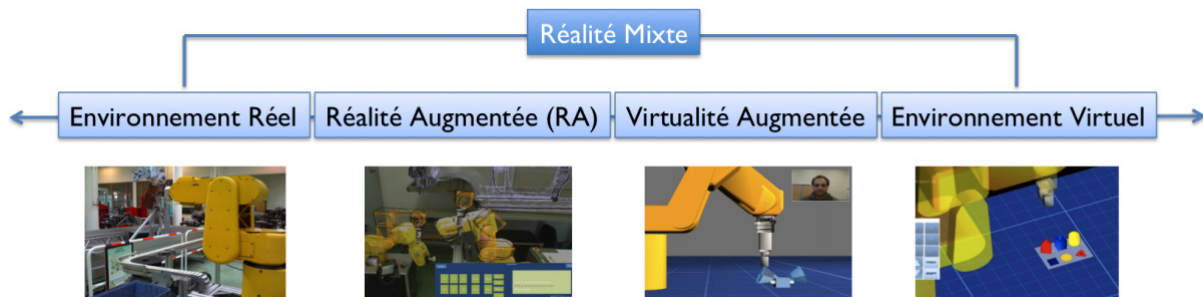 Réalité Mixte
Environnement Réel
Réalité Augmentée (RA)
Virtualité Augmentée
Environnement Virtuel